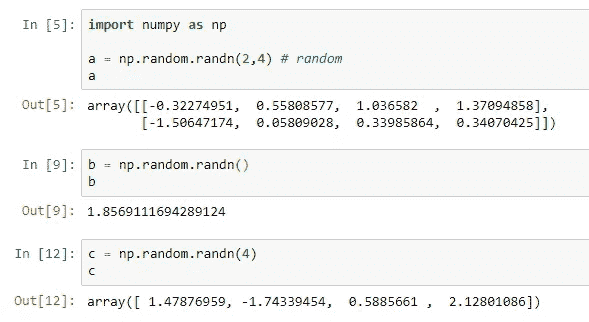 In [5]: import numpy as np
a = np.random.randn(2,4) # random
a
Out[5]: array([[-0.32274951,  0.55808577,  1.036582  ,  1.37094858],
       [-1.50647174,  0.05809028,  0.33985864,  0.34070425]])
In [9]: b = np.random.randn()
b
Out[9]: 1.8569111694289124
In [12]: c = np.random.randn(4)
c
Out[12]: array([ 1.47876959, -1.74339454,  0.5885661 ,  2.12801086])